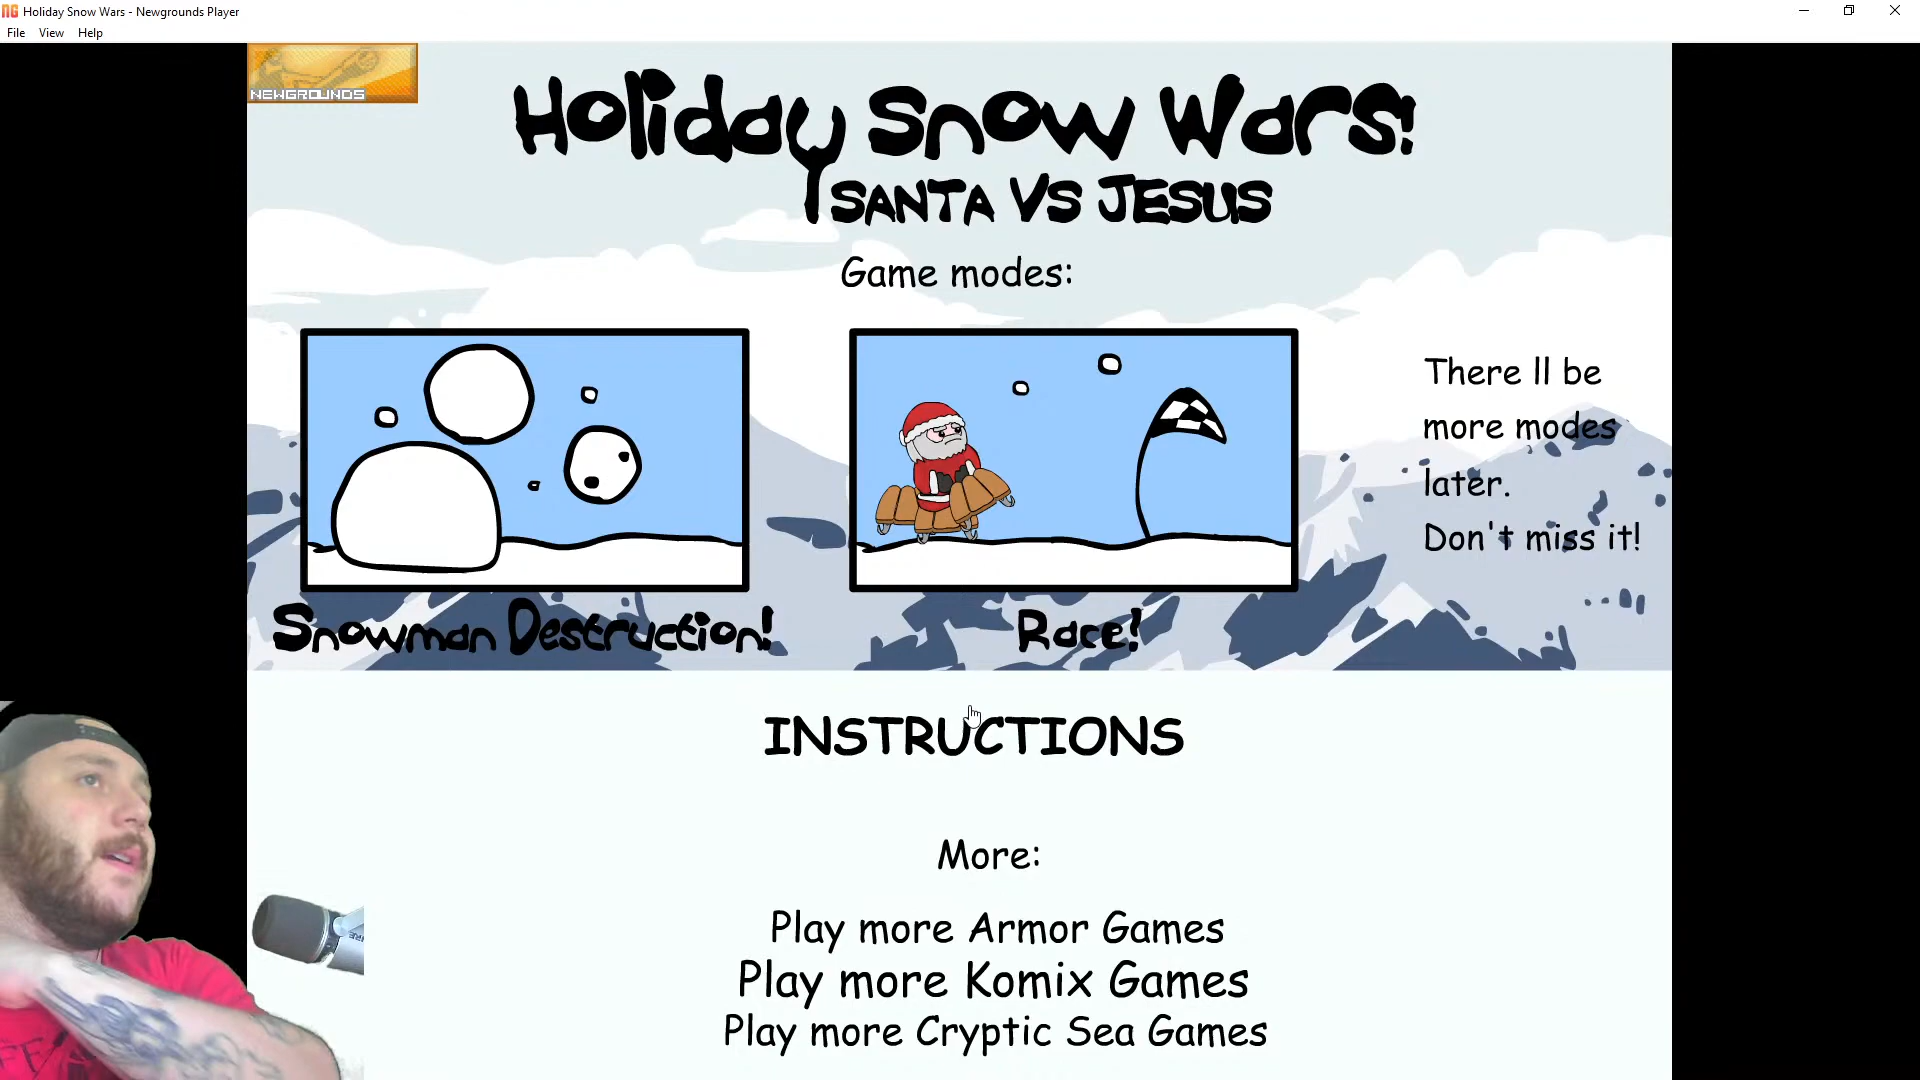 Holiday Snow Wars - Newgrounds Player
File View Help
NEWGROUNDS
Holiday Snow Wars!
SANTA VS JESUS
Game modes:
There ll be
more modes
later.
Don't miss it!
Snowman Destruction!
Race!
INSTRUCTIONS
More:
Play more Armor Games
Play more Komix Games
Play more Cryptic Sea Games